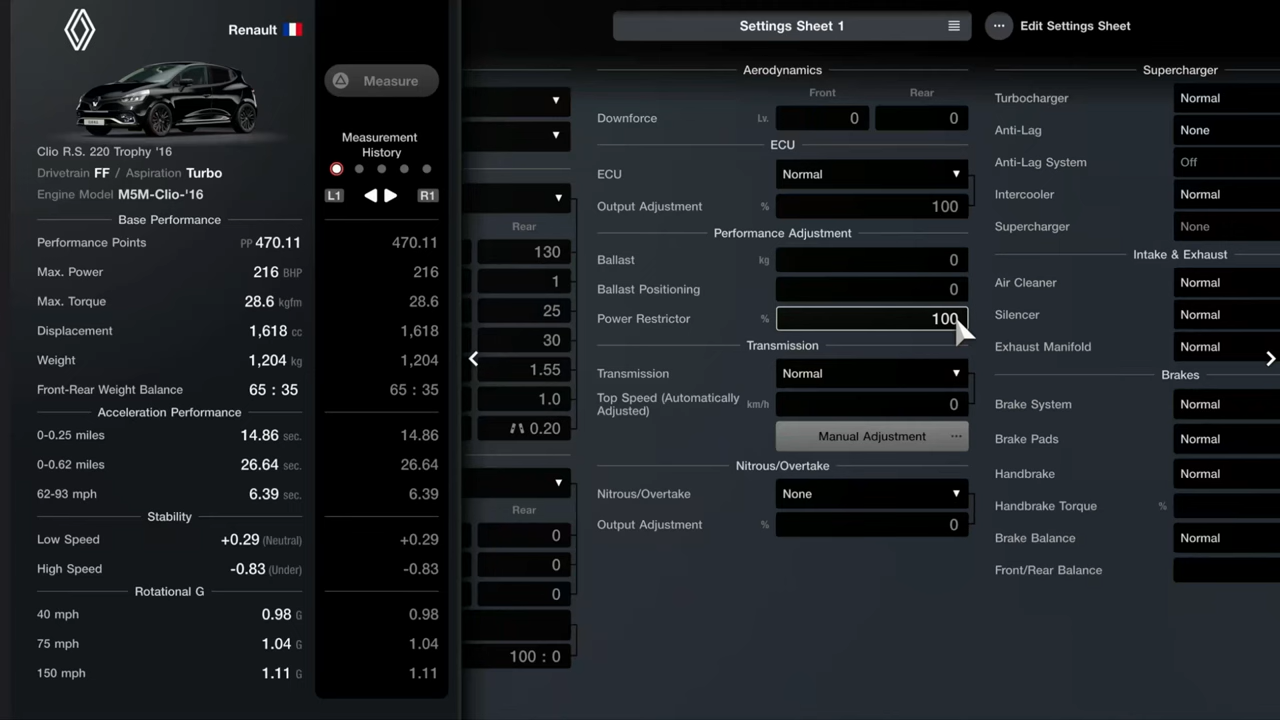 Renault
Clio R.S. 220 Trophy '16
Drivetrain FF / Aspiration Turbo
Engine Model M5M-Clio-'16
Base Performance
Performance Points PP 470.11
Max. Power 216 BHP
Max. Torque 28.6 kgfm
Displacement 1,618 cc
Weight 1,204 kg
Front-Rear Weight Balance 65 : 35
Acceleration Performance
0-0.25 miles 14.86 sec.
0-0.62 miles 26.64 sec.
62-93 mph 6.39 sec.
Stability
Low Speed +0.29 (Neutral)
High Speed -0.83 (Under)
Rotational G
40 mph 0.98 G
75 mph 1.04 G
150 mph 1.11 G
Measure
Measurement
History
L1 R1
470.11
216
28.6
1,618
1,204
65 : 35
14.86
26.64
6.39
+0.29
-0.83
0.98
1.04
1.11
Rear
130
1
25
30
1.55
1.0
0.20
Rear
0
0
0
100 : 0
Settings Sheet 1
Edit Settings Sheet
Aerodynamics
Front Rear
Downforce Lv. 0 0
ECU
ECU Normal
Output Adjustment % 100
Performance Adjustment
Ballast kg 0
Ballast Positioning 0
Power Restrictor % 100
Transmission
Transmission Normal
Top Speed (Automatically
Adjusted) km/h 0
Manual Adjustment
Nitrous/Overtake
Nitrous/Overtake None
Output Adjustment % 0
Supercharger
Turbocharger Normal
Anti-Lag None
Anti-Lag System Off
Intercooler Normal
Supercharger None
Intake & Exhaust
Air Cleaner Normal
Silencer Normal
Exhaust Manifold Normal
Brakes
Brake System Normal
Brake Pads Normal
Handbrake Normal
Handbrake Torque %
Brake Balance Normal
Front/Rear Balance